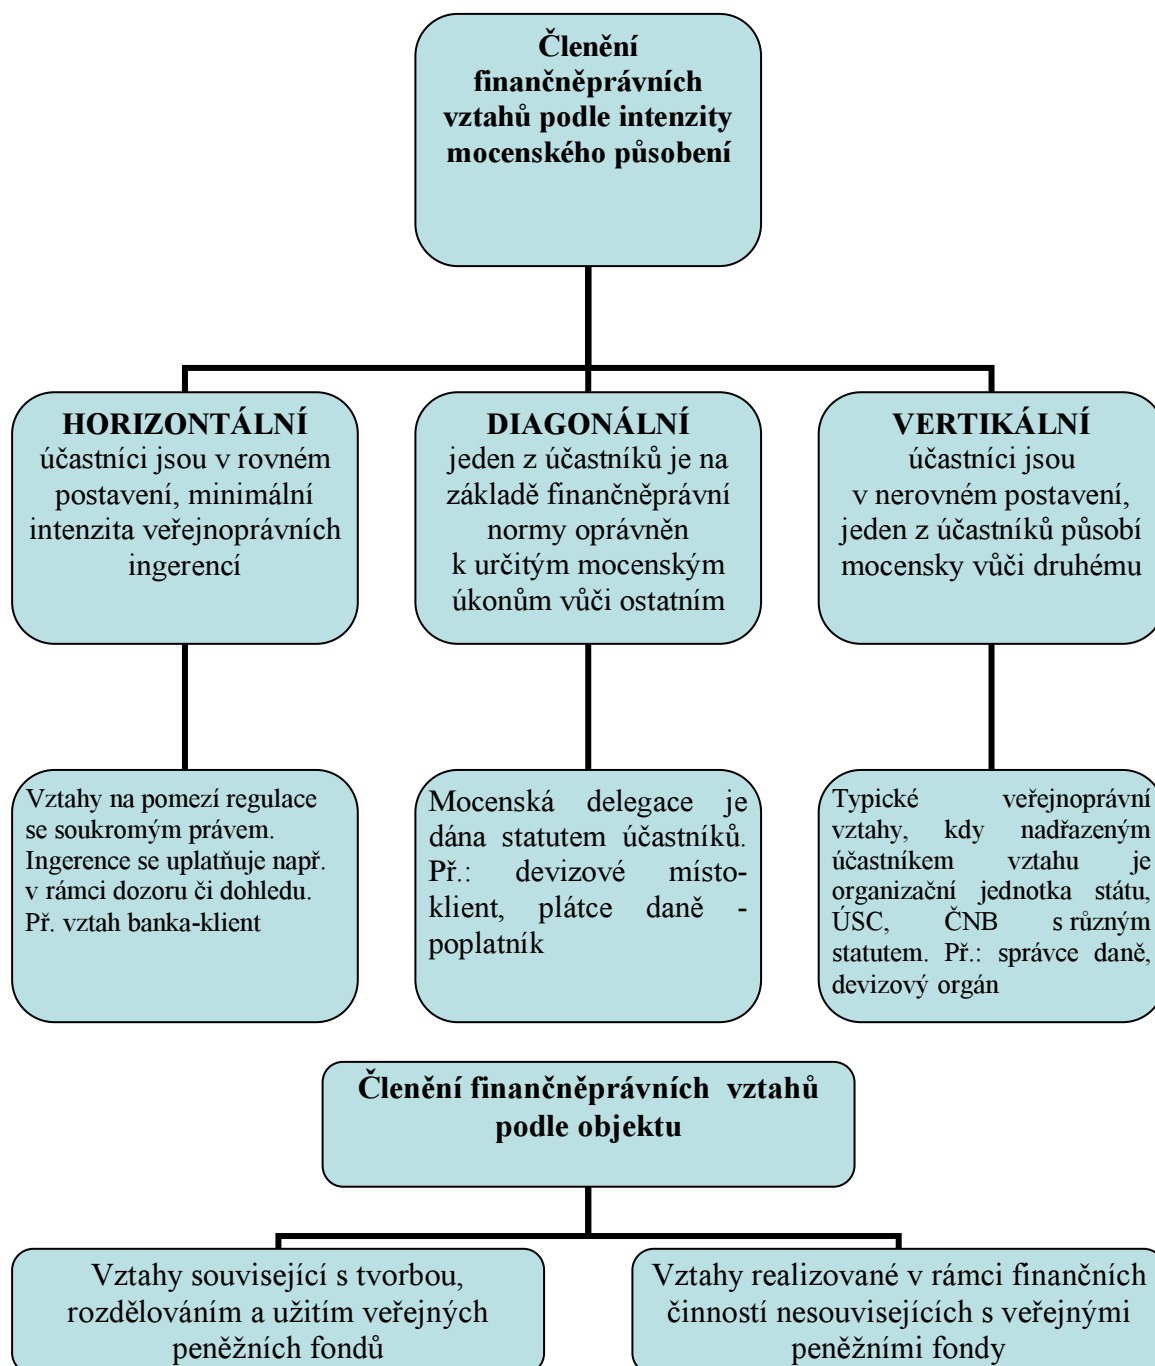 Členění
finančněprávních
vztahů podle intenzity
mocenského působení
HORIZONTÁLNÍ
účastníci jsou v rovném
postavení, minimální
intenzita veřejnoprávních
ingerencí
DIAGONÁLNÍ
jeden z účastníků je na
základě finančněprávní
normy oprávněn
k určitým mocenským
úkonům vůči ostatním
VERTIKÁLNÍ
účastníci jsou
v nerovném postavení,
jeden z účastníků působí
mocensky vůči druhému
Vztahy na pomezí regulace
se soukromým právem.
Ingerence se uplatňuje např.
v rámci dozoru či dohledu.
Př. vztah banka-klient
Mocenská delegace je
dána statutem účastníků.
Př.: devizové místo-
klient, plátce daně -
poplatník
Typické veřejnoprávní
vztahy, kdy nadřazeným
účastníkem vztahu je
organizační jednotka státu,
ÚSC, ČNB s různým
statutem. Př.: správce daně,
devizový orgán
Členění finančněprávních vztahů
podle objektu
Vztahy související s tvorbou,
rozdělováním a užitím veřejných
peněžních fondů
Vztahy realizované v rámci finančních
činností nesouvisejících s veřejnými
peněžními fondy